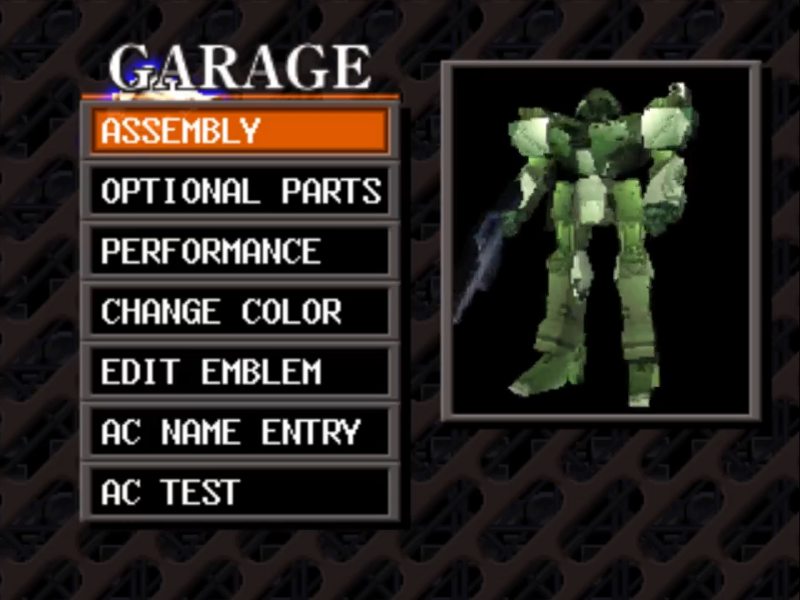 GARAGE
ASSEMBLY
OPTIONAL PARTS
PERFORMANCE
CHANGE COLOR
EDIT EMBLEM
AC NAME ENTRY
AC TEST